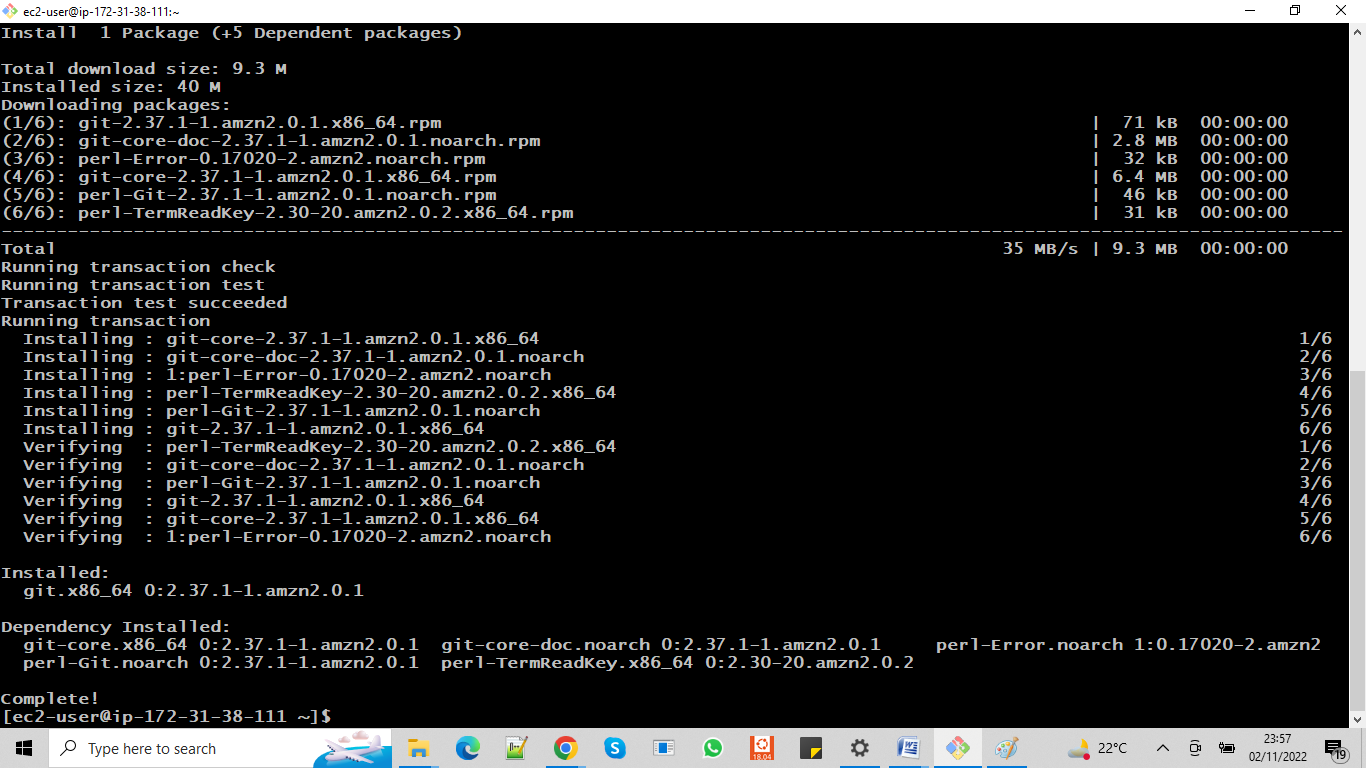 ec2-user@ip-172-31-38-111:~
Install  1 Package (+5 Dependent packages)
Total download size: 9.3 M
Installed size: 40 M
Downloading packages:
(1/6): git-2.37.1-1.amzn2.0.1.x86_64.rpm | 71 kB 00:00:00
(2/6): git-core-doc-2.37.1-1.amzn2.0.1.noarch.rpm | 2.8 MB 00:00:00
(3/6): perl-Error-0.17020-2.amzn2.noarch.rpm | 32 kB 00:00:00
(4/6): git-core-2.37.1-1.amzn2.0.1.x86_64.rpm | 6.4 MB 00:00:00
(5/6): perl-Git-2.37.1-1.amzn2.0.1.noarch.rpm | 46 kB 00:00:00
(6/6): perl-TermReadKey-2.30-20.amzn2.0.2.x86_64.rpm | 31 kB 00:00:00
--------------------------------------------------------------------------------------------------------------------------
Total 35 MB/s | 9.3 MB 00:00:00
Running transaction check
Running transaction test
Transaction test succeeded
Running transaction
  Installing : git-core-2.37.1-1.amzn2.0.1.x86_64 1/6
  Installing : git-core-doc-2.37.1-1.amzn2.0.1.noarch 2/6
  Installing : 1:perl-Error-0.17020-2.amzn2.noarch 3/6
  Installing : perl-TermReadKey-2.30-20.amzn2.0.2.x86_64 4/6
  Installing : perl-Git-2.37.1-1.amzn2.0.1.noarch 5/6
  Installing : git-2.37.1-1.amzn2.0.1.x86_64 6/6
  Verifying  : perl-TermReadKey-2.30-20.amzn2.0.2.x86_64 1/6
  Verifying  : git-core-doc-2.37.1-1.amzn2.0.1.noarch 2/6
  Verifying  : perl-Git-2.37.1-1.amzn2.0.1.noarch 3/6
  Verifying  : git-2.37.1-1.amzn2.0.1.x86_64 4/6
  Verifying  : git-core-2.37.1-1.amzn2.0.1.x86_64 5/6
  Verifying  : 1:perl-Error-0.17020-2.amzn2.noarch 6/6
Installed:
  git.x86_64 0:2.37.1-1.amzn2.0.1
Dependency Installed:
  git-core.x86_64 0:2.37.1-1.amzn2.0.1  git-core-doc.noarch 0:2.37.1-1.amzn2.0.1     perl-Error.noarch 1:0.17020-2.amzn2
  perl-Git.noarch 0:2.37.1-1.amzn2.0.1  perl-TermReadKey.x86_64 0:2.30-20.amzn2.0.2
Complete!
[ec2-user@ip-172-31-38-111 ~]$
Type here to search
18.04
22°C
23:57
02/11/2022
19